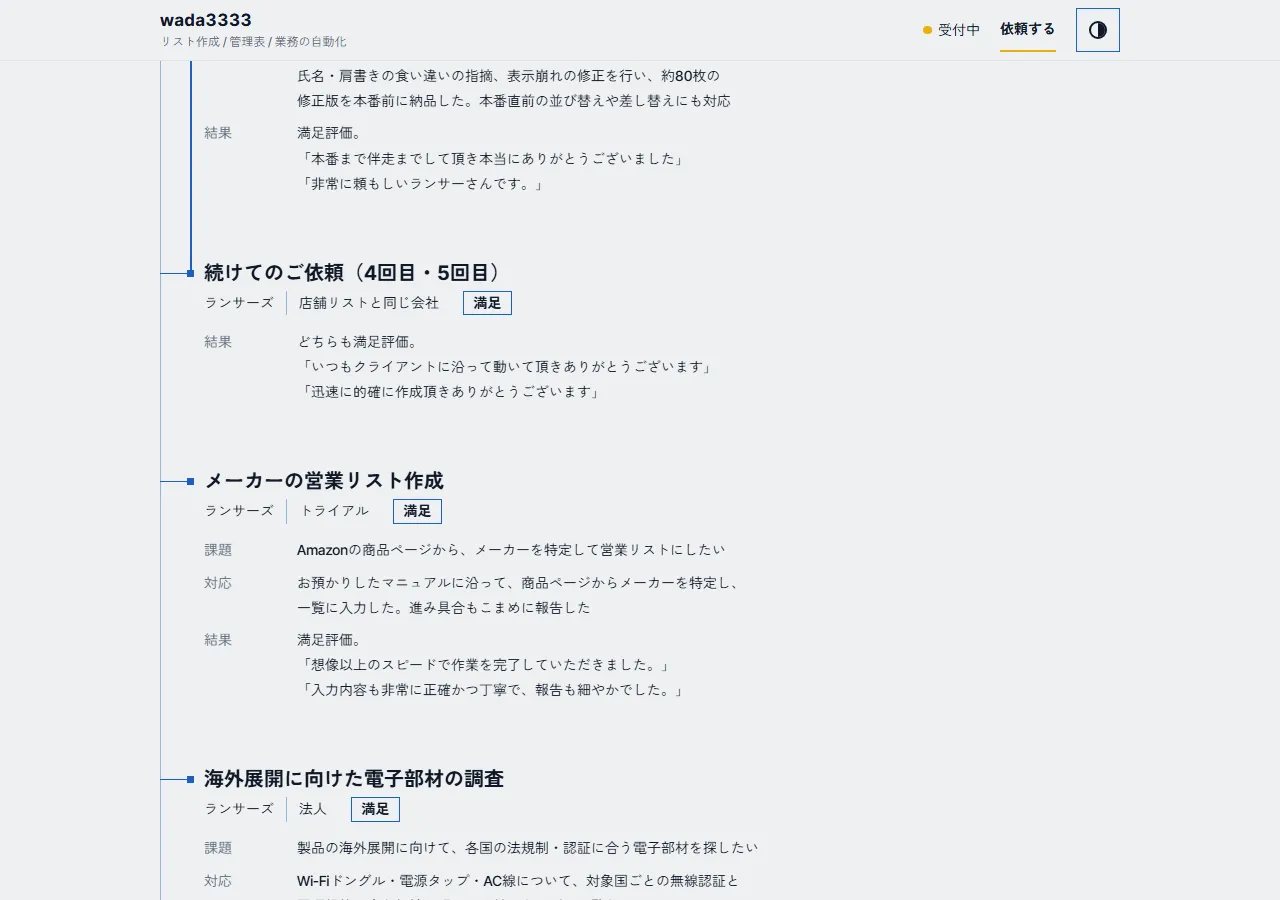 wada3333
リスト作成 / 管理表 / 業務の自動化
受付中
依頼する
氏名・肩書きの食い違いの指摘、表示崩れの修正を行い、約80枚の
修正版を本番前に納品した。本番直前の並び替えや差し替えにも対応
結果
満足評価。
「本番まで伴走までして頂き本当にありがとうございました」
「非常に頼もしいランサーさんです。」
続けてのご依頼（4回目・5回目）
ランサーズ 店舗リストと同じ会社 満足
結果
どちらも満足評価。
「いつもクライアントに沿って動いて頂きありがとうございます」
「迅速に的確に作成頂きありがとうございます」
メーカーの営業リスト作成
ランサーズ トライアル 満足
課題
Amazonの商品ページから、メーカーを特定して営業リストにしたい
対応
お預かりしたマニュアルに沿って、商品ページからメーカーを特定し、
一覧に入力した。進み具合もこまめに報告した
結果
満足評価。
「想像以上のスピードで作業を完了していただきました。」
「入力内容も非常に正確かつ丁寧で、報告も細やかでした。」
海外展開に向けた電子部材の調査
ランサーズ 法人 満足
課題
製品の海外展開に向けて、各国の法規制・認証に合う電子部材を探したい
対応
Wi-Fiドングル・電源タップ・AC線について、対象国ごとの無線認証と